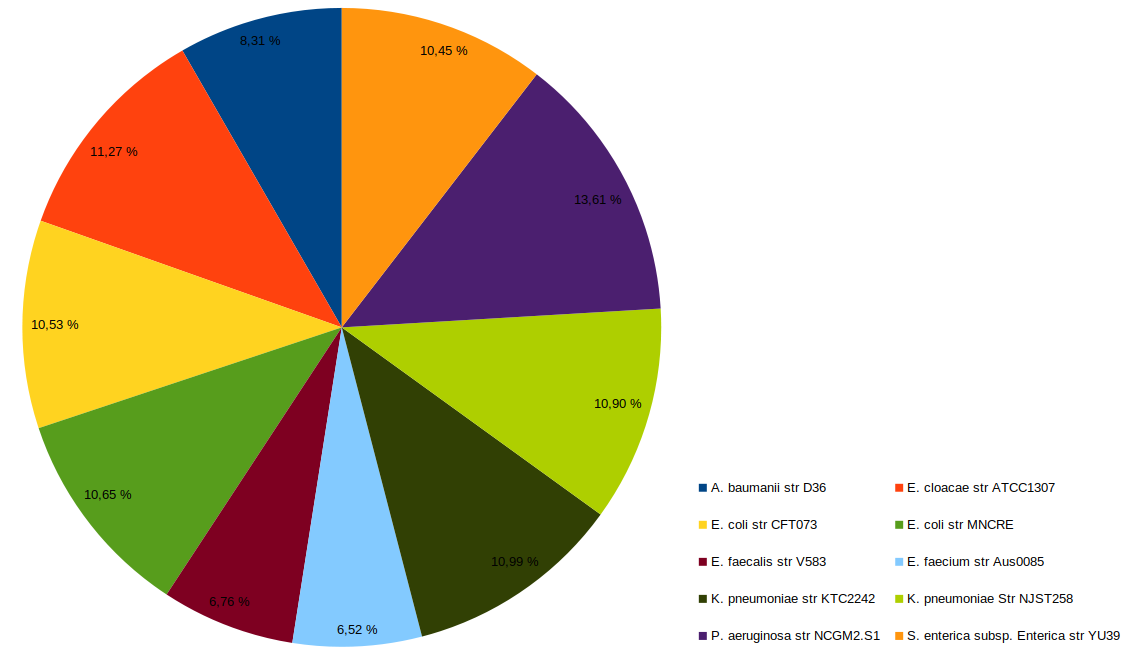 8,31 %
10,45 %
11,27 %
13,61 %
10,53 %
10,90 %
10,65 %
10,99 %
6,76 %
6,52 %
A. baumanii str D36
E. cloacae str ATCC1307
E. coli str CFT073
E. coli str MNCRE
E. faecalis str V583
E. faecium str Aus0085
K. pneumoniae str KTC2242
K. pneumoniae Str NJST258
P. aeruginosa str NCGM2.S1
S. enterica subsp. Enterica str YU39